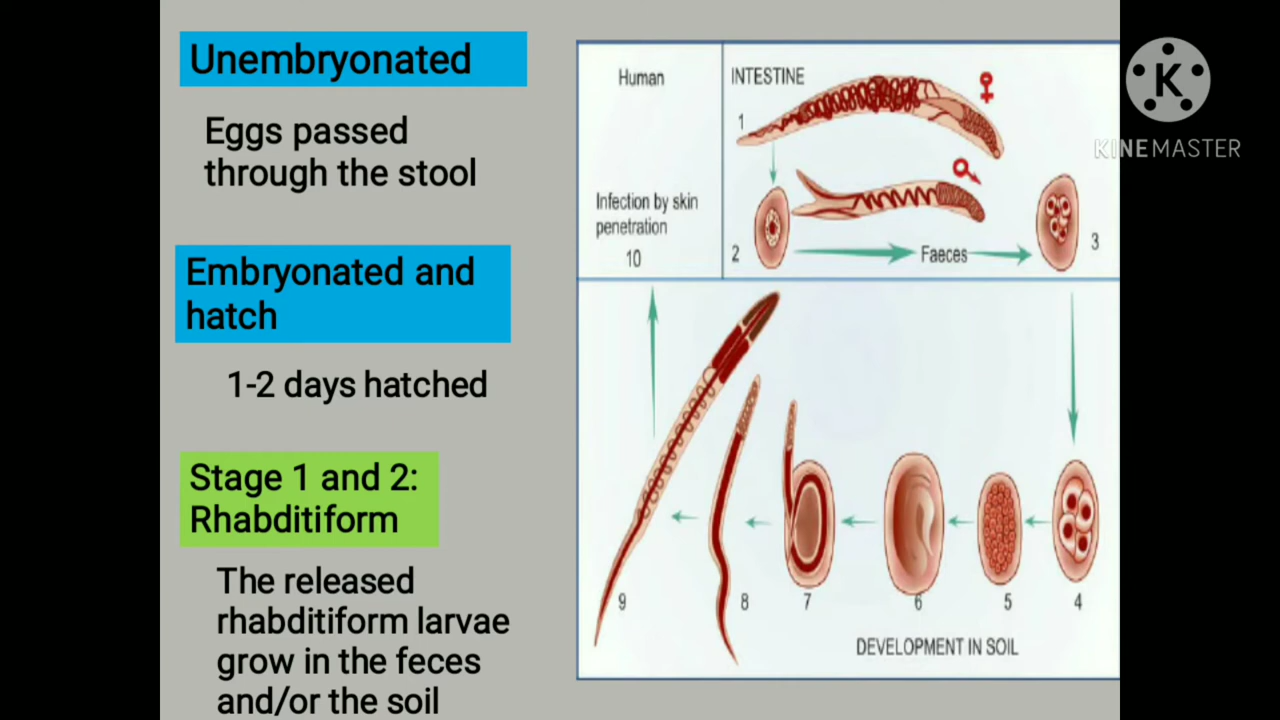 Unembryonated
Eggs passed
through the stool
Embryonated and
hatch
1-2 days hatched
Stage 1 and 2:
Rhabditiform
The released
rhabditiform larvae
grow in the feces
and/or the soil
Human
INTESTINE
1
Infection by skin
penetration
10
2
Faeces
3
9
8
7
6
5
4
DEVELOPMENT IN SOIL
K
KINEMASTER